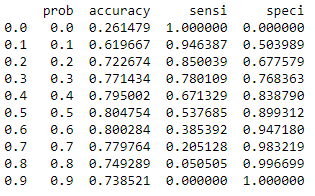 prob accuracy sensi speci
0.0 0.0 0.261479 1.000000 0.000000
0.1 0.1 0.619667 0.946387 0.503989
0.2 0.2 0.722674 0.850039 0.677579
0.3 0.3 0.771434 0.780109 0.768363
0.4 0.4 0.795002 0.671329 0.838790
0.5 0.5 0.804754 0.537685 0.899312
0.6 0.6 0.800284 0.385392 0.947180
0.7 0.7 0.779764 0.205128 0.983219
0.8 0.8 0.749289 0.050505 0.996699
0.9 0.9 0.738521 0.000000 1.000000